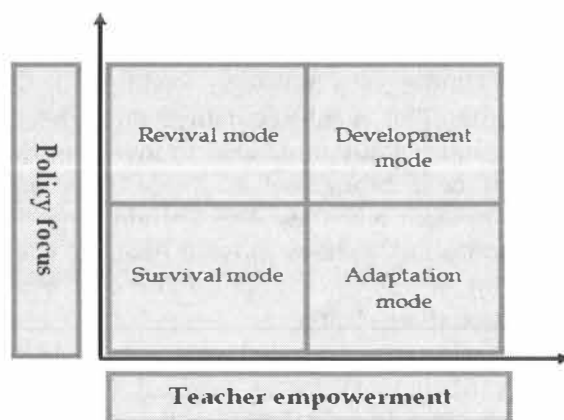 Policy focus
Revival mode
Development
mode
Survival mode
Adaptation
mode
Teacher empowerment